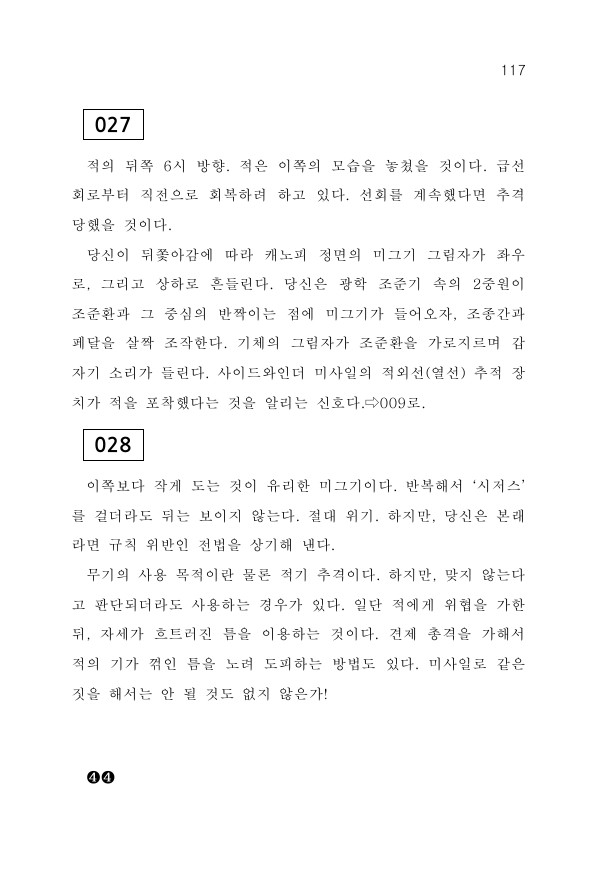 117
027
적의 뒤쪽 6시 방향. 적은 이쪽의 모습을 놓쳤을 것이다. 급선
회로부터 직전으로 회복하려 하고 있다. 선회를 계속했다면 추격
당했을 것이다.
당신이 뒤쫓아감에 따라 캐노피 정면의 미그기 그림자가 좌우
로, 그리고 상하로 흔들린다. 당신은 광학 조준기 속의 2중원이
조준환과 그 중심의 반짝이는 점에 미그기가 들어오자, 조종간과
페달을 살짝 조작한다. 기체의 그림자가 조준환을 가로지르며 갑
자기 소리가 들린다. 사이드와인더 미사일의 적외선(열선) 추적 장
치가 적을 포착했다는 것을 알리는 신호다.⇨009로.
028
이쪽보다 작게 도는 것이 유리한 미그기이다. 반복해서 ‘시저스’
를 걸더라도 뒤는 보이지 않는다. 절대 위기. 하지만, 당신은 본래
라면 규칙 위반인 전법을 상기해 낸다.
무기의 사용 목적이란 물론 적기 추격이다. 하지만, 맞지 않는다
고 판단되더라도 사용하는 경우가 있다. 일단 적에게 위협을 가한
뒤, 자세가 흐트러진 틈을 이용하는 것이다. 견제 총격을 가해서
적의 기가 꺾인 틈을 노려 도피하는 방법도 있다. 미사일로 같은
짓을 해서는 안 될 것도 없지 않은가!
❹❹